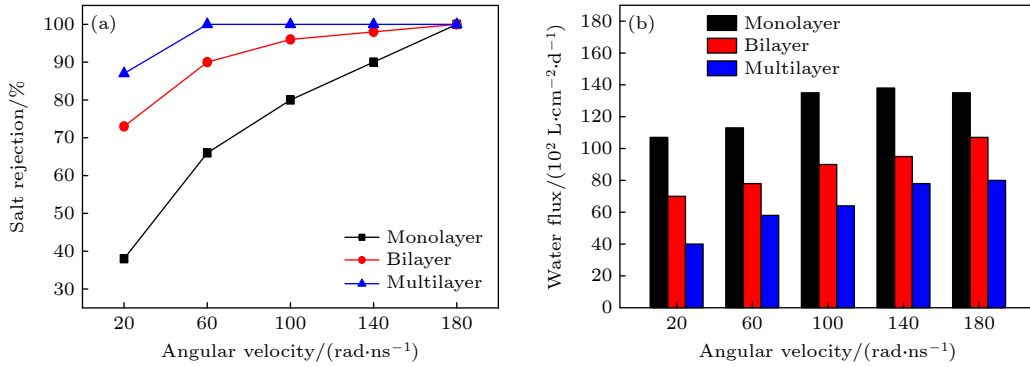 (a)
Salt rejection/%
100
90
80
70
60
50
40
30
Monolayer
Bilayer
Multilayer
20 60 100 140 180
Angular velocity/(rad·ns⁻¹)
(b)
Water flux/(10² L·cm⁻²·d⁻¹)
180
160
140
120
100
80
60
40
20
0
Monolayer
Bilayer
Multilayer
20 60 100 140 180
Angular velocity/(rad·ns⁻¹)